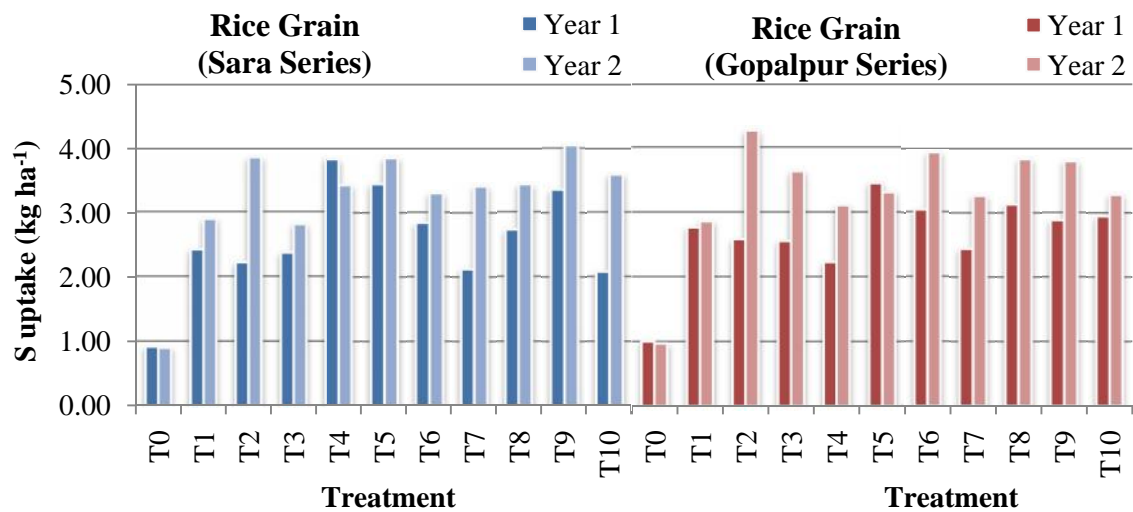 Rice Grain
(Sara Series)
Year 1
Year 2
Rice Grain
(Gopalpur Series)
Year 1
Year 2
S uptake (kg ha-1)
5.00
4.00
3.00
2.00
1.00
0.00
T0 T1 T2 T3 T4 T5 T6 T7 T8 T9 T10
T0 T1 T2 T3 T4 T5 T6 T7 T8 T9 T10
Treatment
Treatment